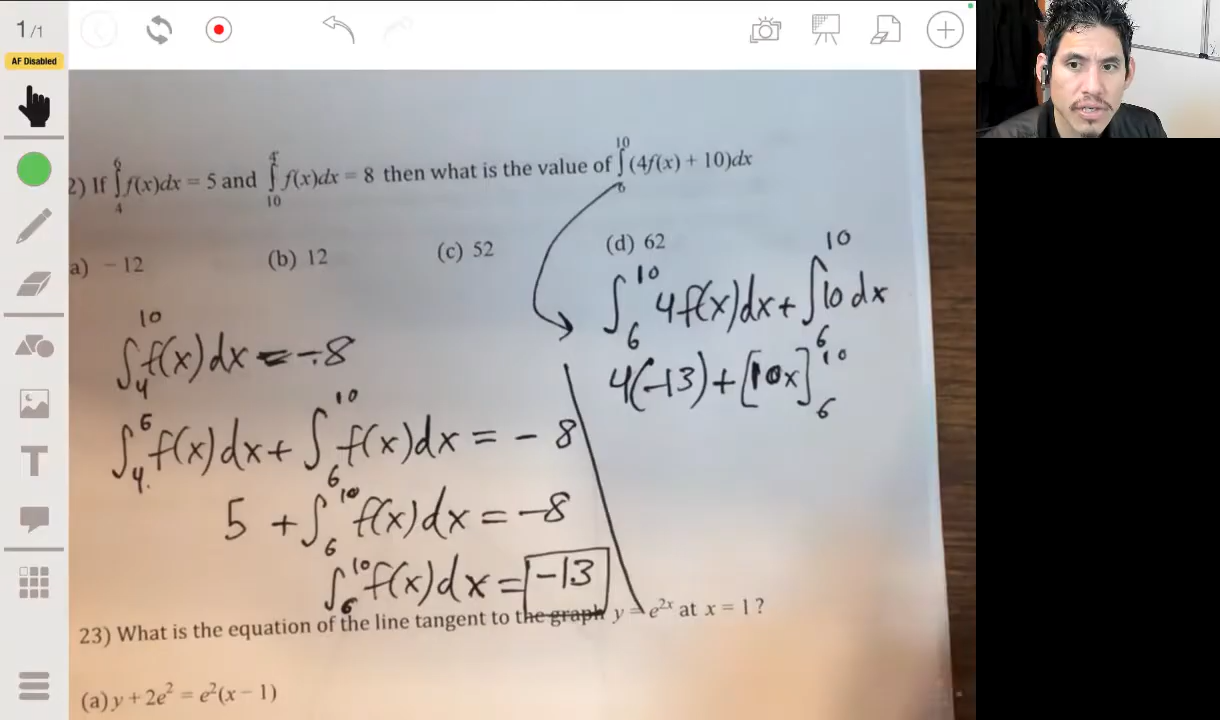 1/1
AF Disabled
2) If ∫₄⁶ f(x)dx = 5 and ∫₁₀⁴ f(x)dx = 8 then what is the value of ∫₆¹⁰ (4f(x) + 10)dx
a) - 12 (b) 12 (c) 52 (d) 62
∫₆¹⁰ 4f(x)dx + ∫₆¹⁰ 10 dx
4(-13) + [10x]₆¹⁰
∫₄¹⁰ f(x)dx = -8
∫₄⁶ f(x)dx + ∫₆¹⁰ f(x)dx = -8
5 + ∫₆¹⁰ f(x)dx = -8
∫₆¹⁰ f(x)dx = -13
23) What is the equation of the line tangent to the graph y = e²ˣ at x = 1 ?
(a) y + 2e² = e²(x - 1)
T